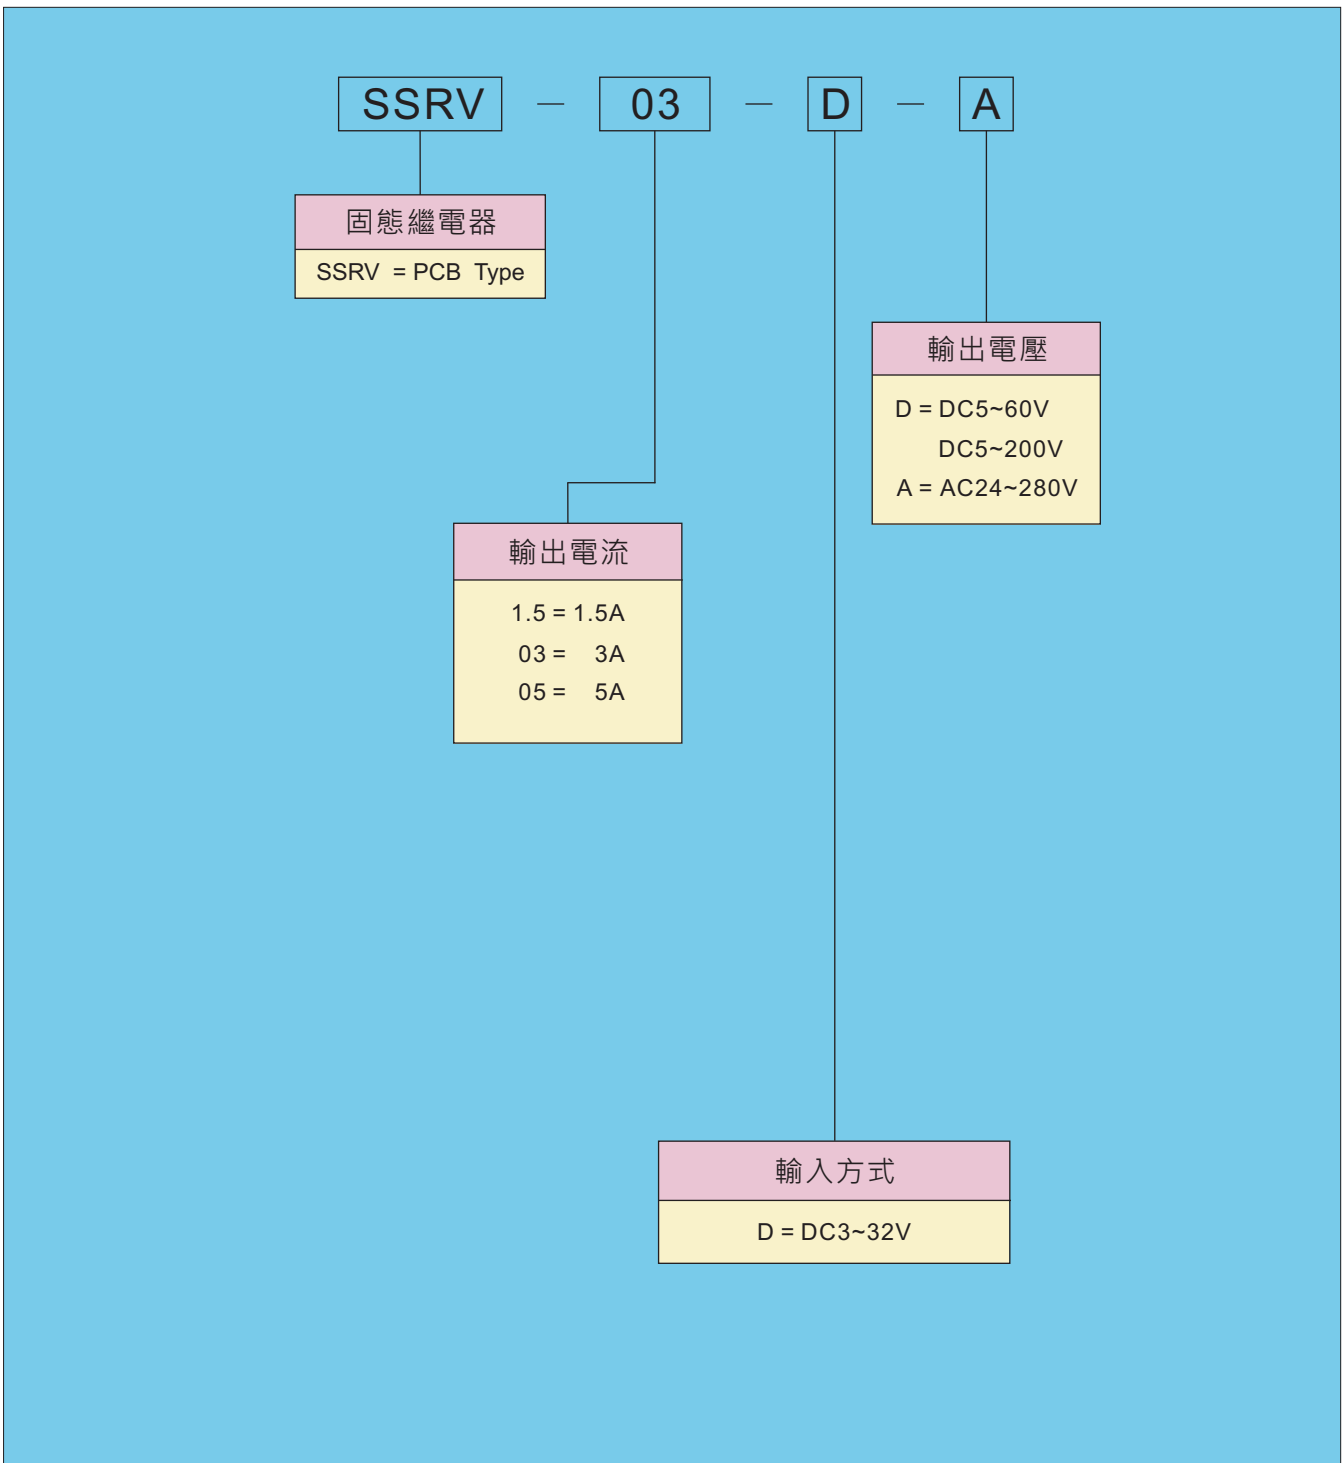 SSRV — 03 — D — A
固態繼電器
SSRV = PCB Type
輸出電壓
D = DC5~60V
DC5~200V
A = AC24~280V
輸出電流
1.5 = 1.5A
03 = 3A
05 = 5A
輸入方式
D = DC3~32V